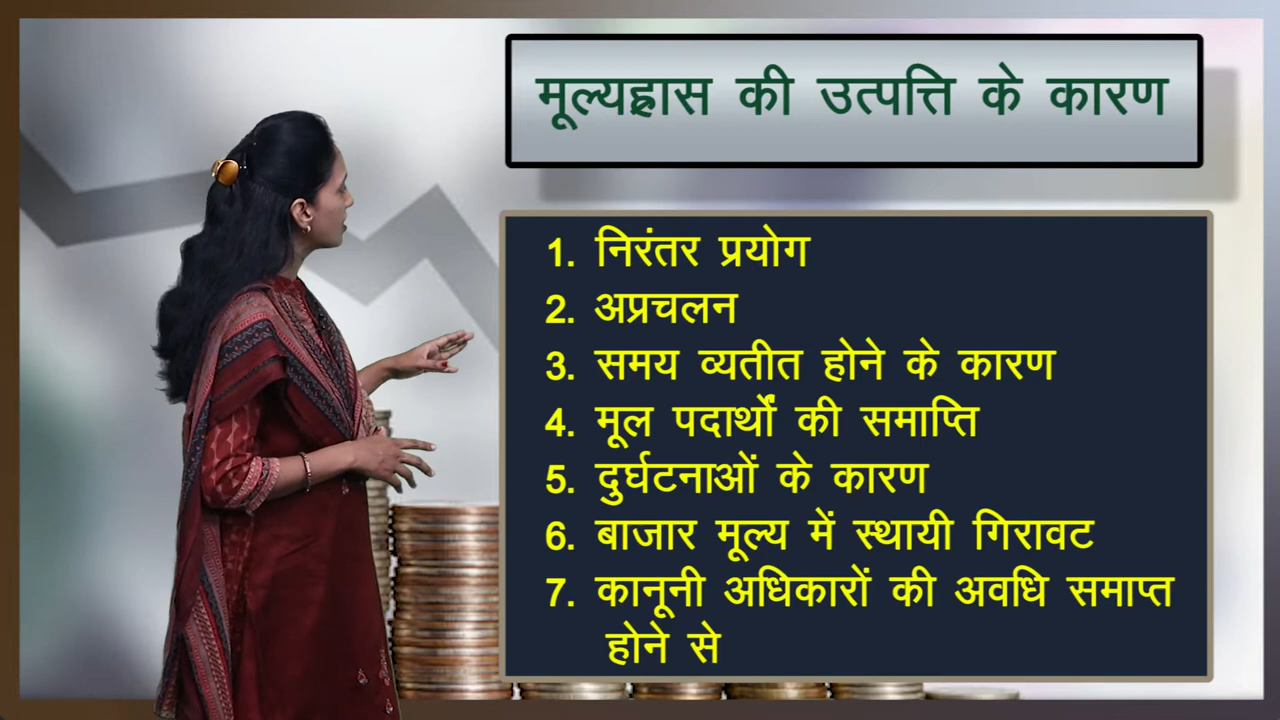 मूल्यह्रास की उत्पत्ति के कारण
1. निरंतर प्रयोग
2. अप्रचलन
3. समय व्यतीत होने के कारण
4. मूल पदार्थों की समाप्ति
5. दुर्घटनाओं के कारण
6. बाजार मूल्य में स्थायी गिरावट
7. कानूनी अधिकारों की अवधि समाप्त
होने से